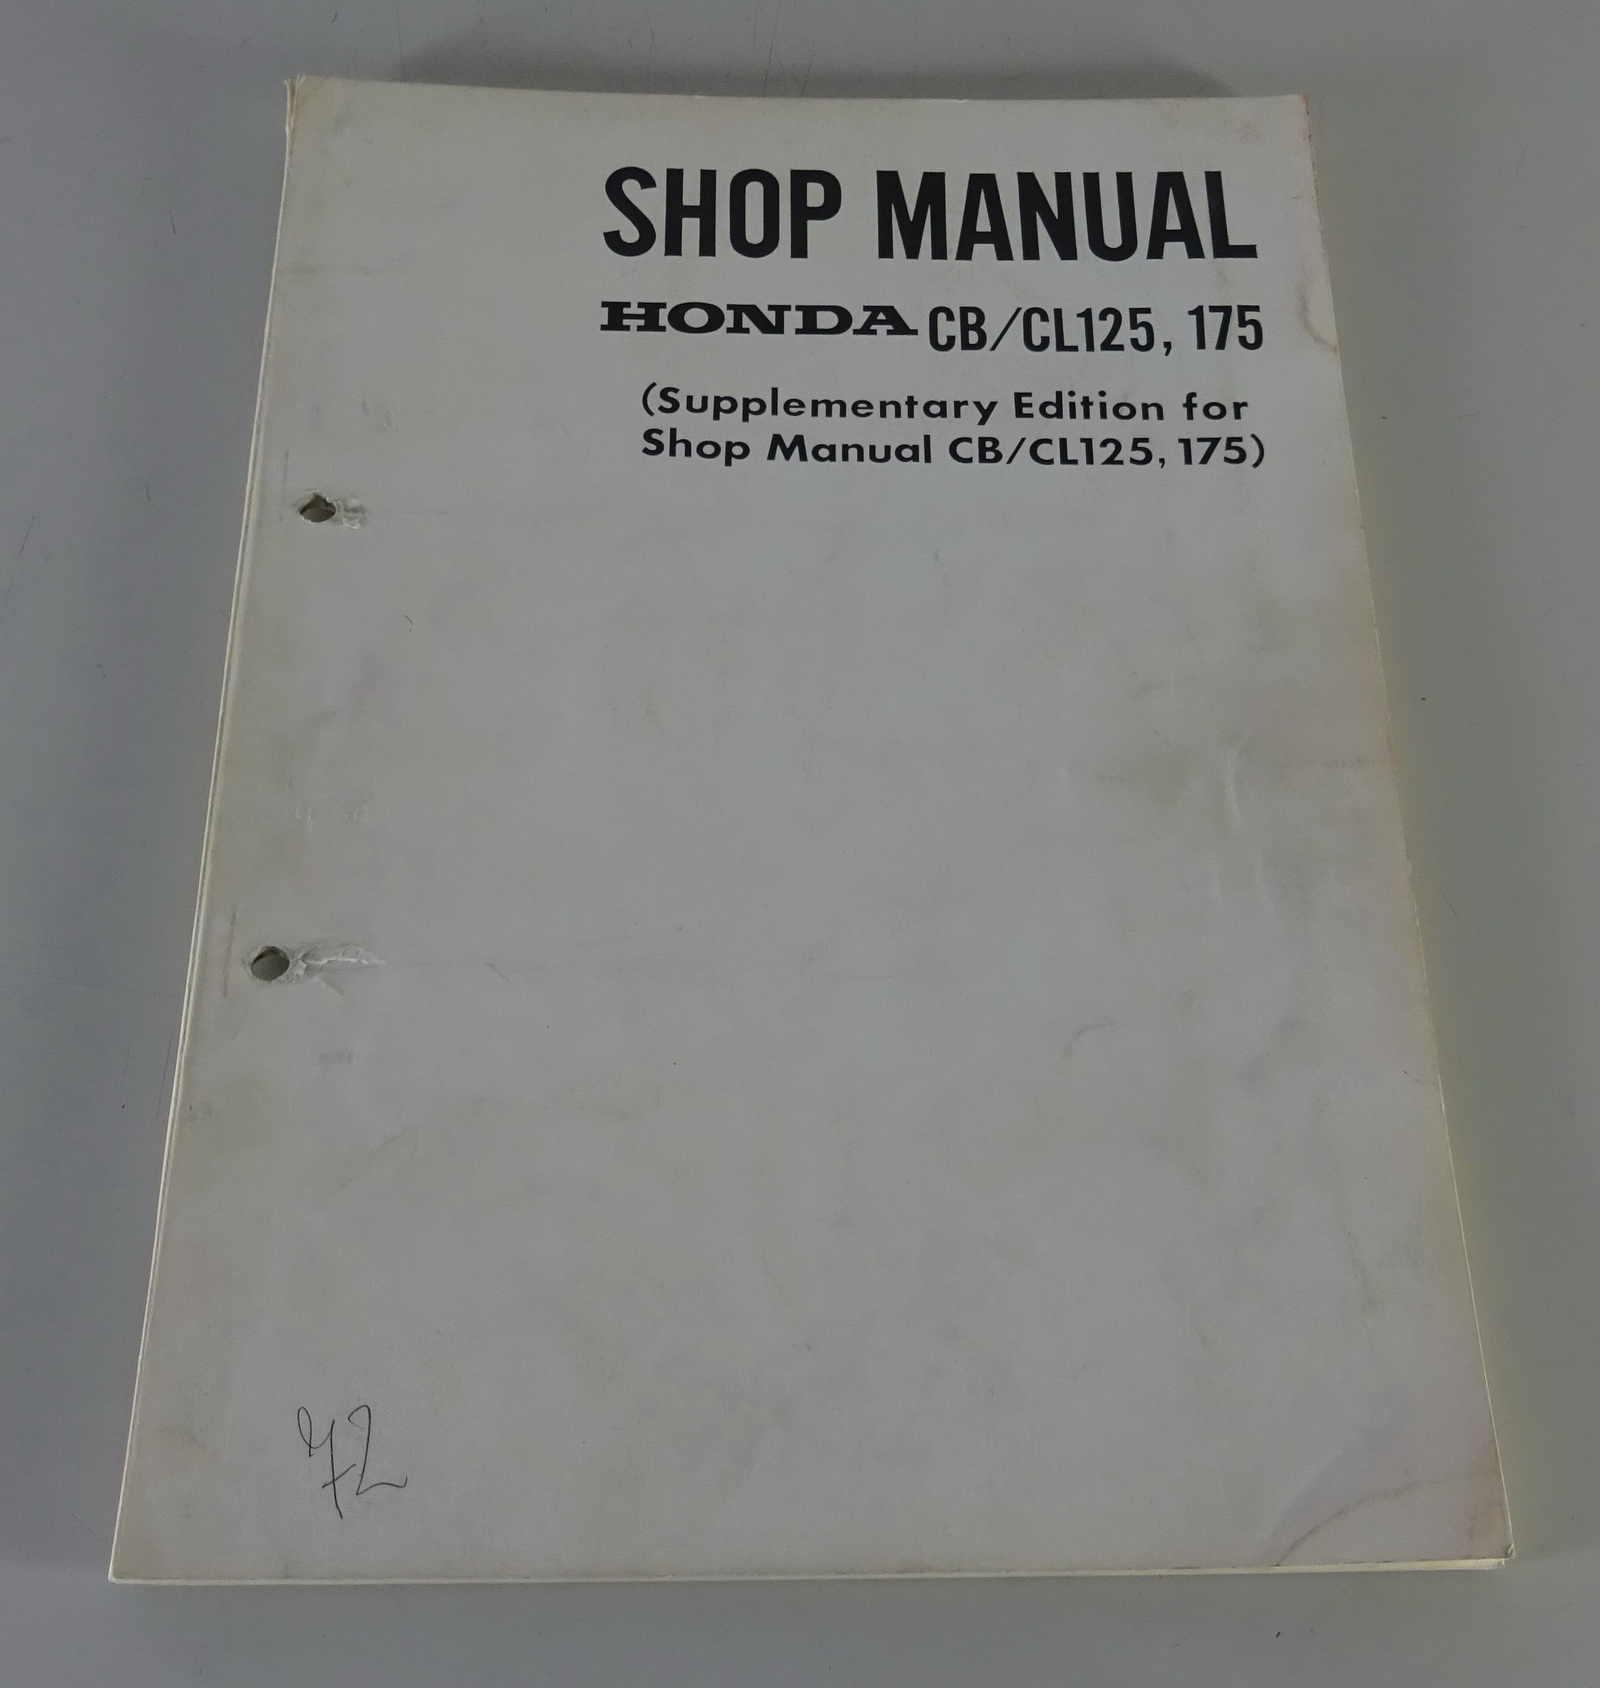 SHOP MANUAL
HONDA CB/CL125, 175
(Supplementary Edition for
Shop Manual CB/CL125, 175)
72